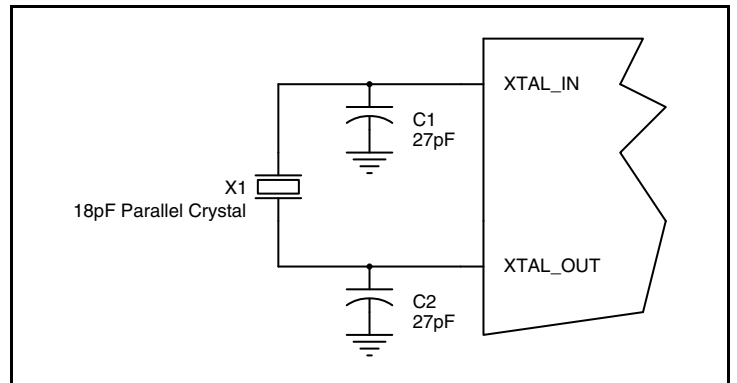 XTAL_IN
C1
27pF
X1
18pF Parallel Crystal
XTAL_OUT
C2
27pF